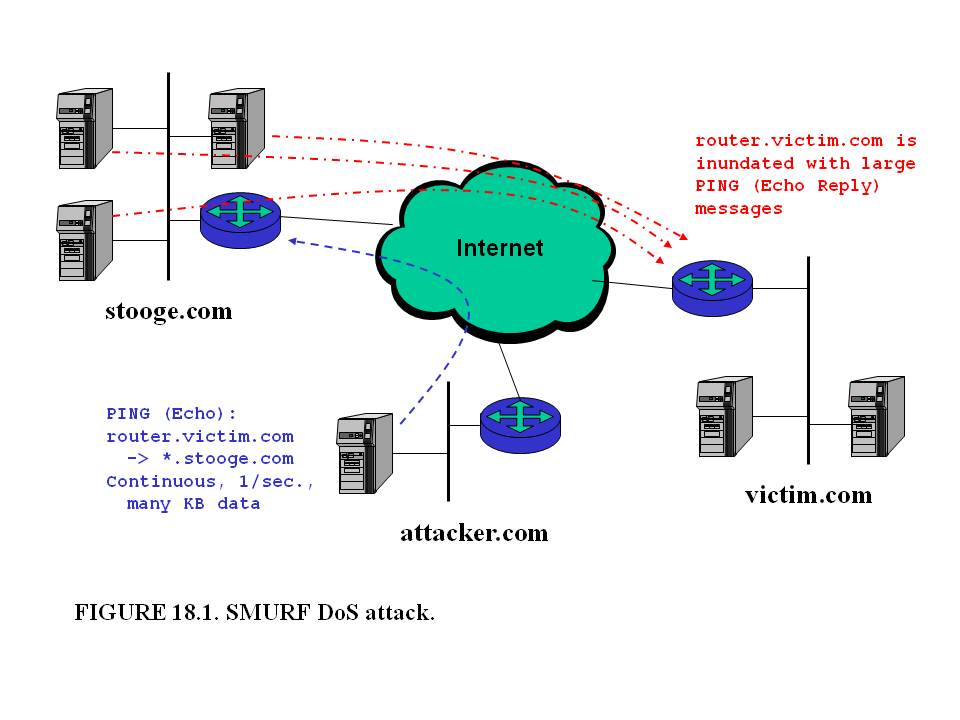 router.victim.com is
inundated with large
PING (Echo Reply)
messages
Internet
stooge.com
PING (Echo):
router.victim.com
-> *.stooge.com
Continuous, 1/sec.,
many KB data
victim.com
attacker.com
FIGURE 18.1. SMURF DoS attack.